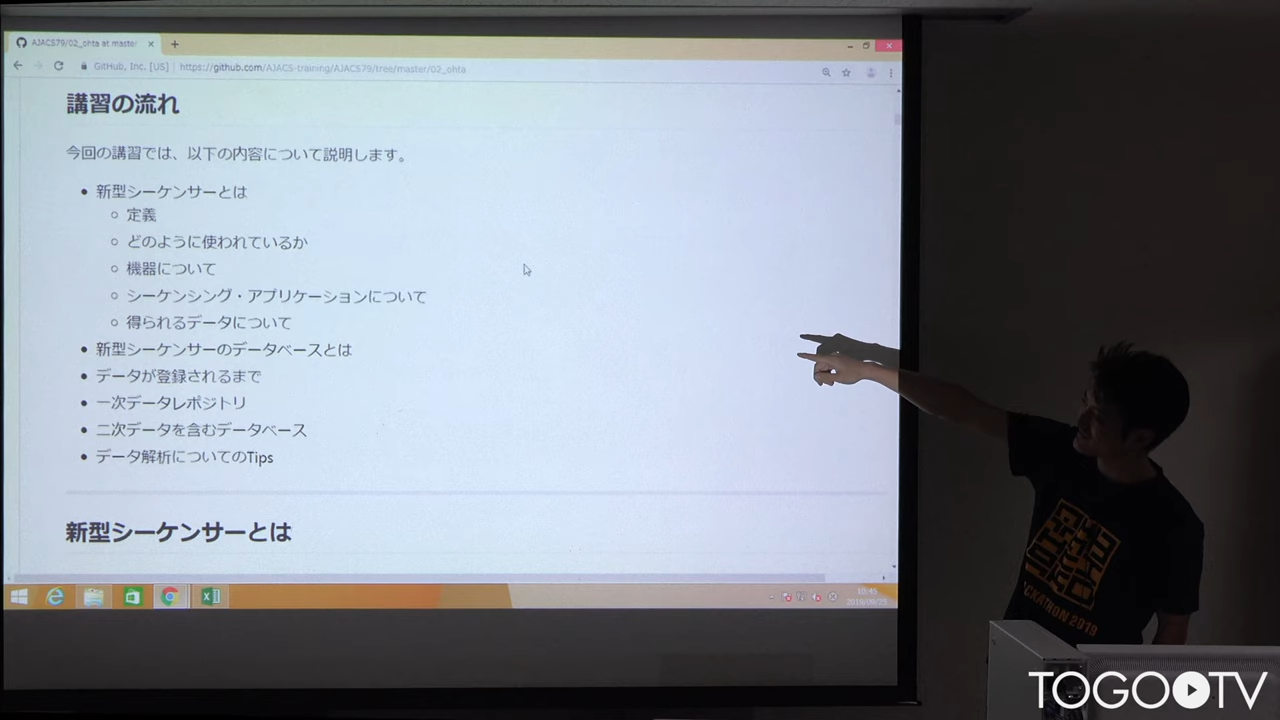 AJACS79/02_ohta at master
GitHub, Inc. [US] https://github.com/AJACS-training/AJACS79/tree/master/02_ohta
講習の流れ
今回の講習では、以下の内容について説明します。
新型シーケンサーとは
定義
どのように使われているか
機器について
シーケンシング・アプリケーションについて
得られるデータについて
新型シーケンサーのデータベースとは
データが登録されるまで
一次データレポジトリ
二次データを含むデータベース
データ解析についてのTips
新型シーケンサーとは
10:45
2019/09/25
HACKATHON 2019
TOGO TV